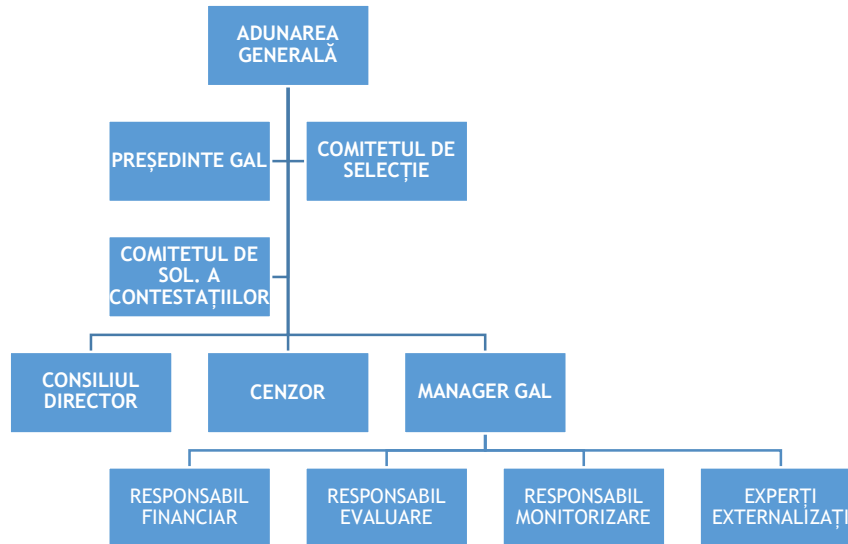 ADUNAREA
GENERALĂ
PREȘEDINTE GAL
COMITETUL DE
SELECȚIE
COMITETUL DE
SOL. A
CONTESTAȚIILOR
CONSILIUL
DIRECTOR
CENZOR
MANAGER GAL
RESPONSABIL
FINANCIAR
RESPONSABIL
EVALUARE
RESPONSABIL
MONITORIZARE
EXPERȚI
EXTERNALIZAȚI